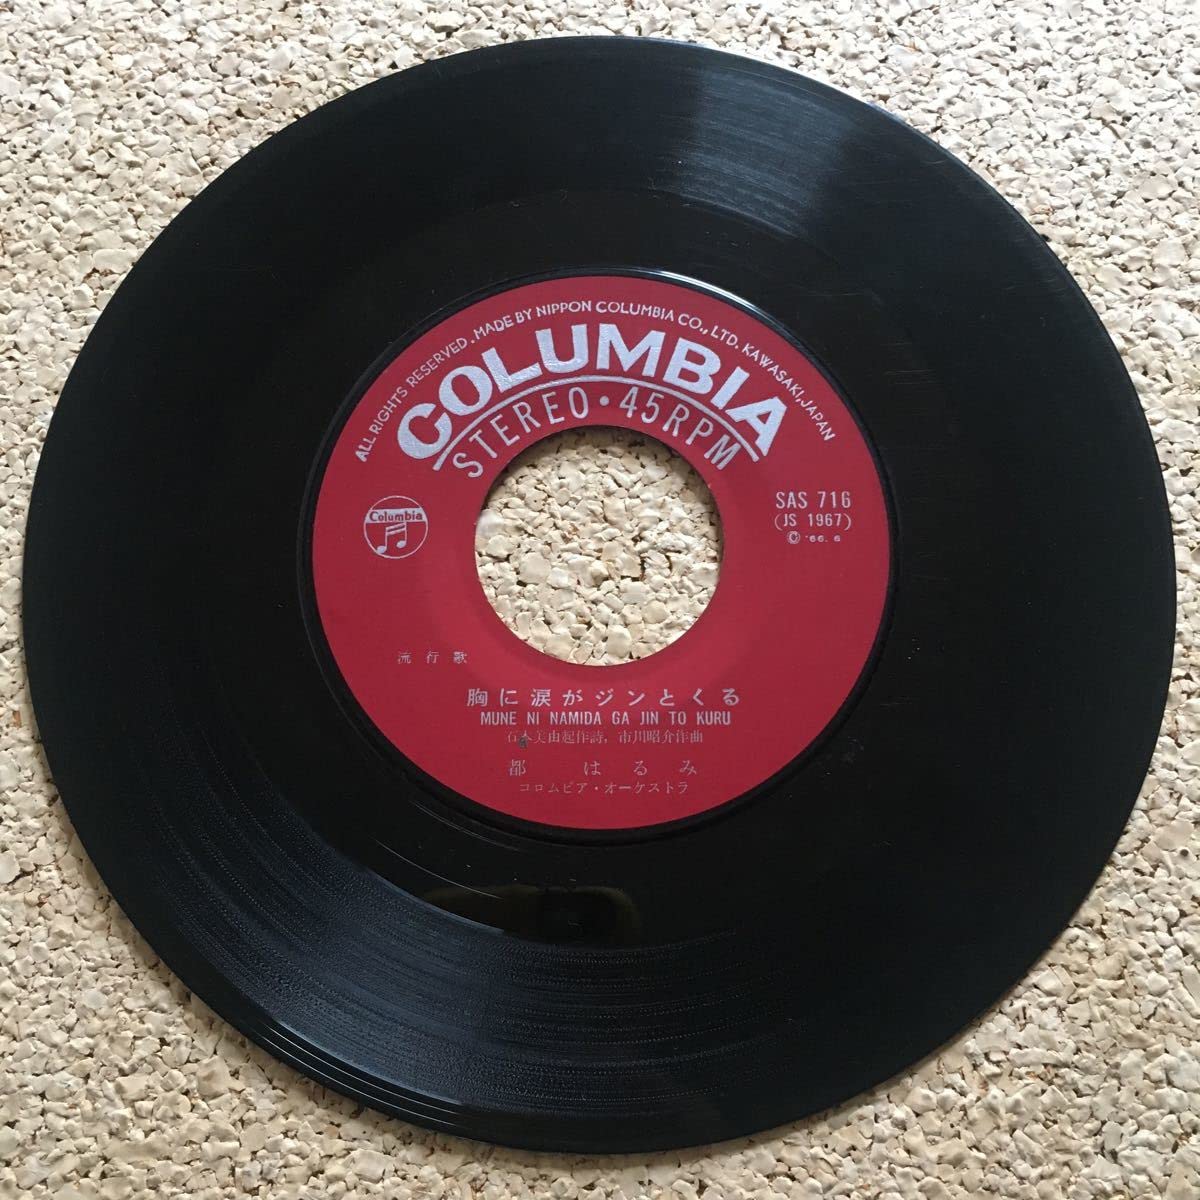 ALL RIGHTS RESERVED. MADE BY NIPPON COLUMBIA CO., LTD. KAWASAKI, JAPAN
COLUMBIA
STEREO・45RPM
SAS 716
(JS 1967)
© '66. 6
Columbia
流行歌
胸に涙がジンとくる
MUNE NI NAMIDA GA JIN TO KURU
石本美由起作詩, 市川昭介作曲
都 はるみ
コロムビア・オーケストラ